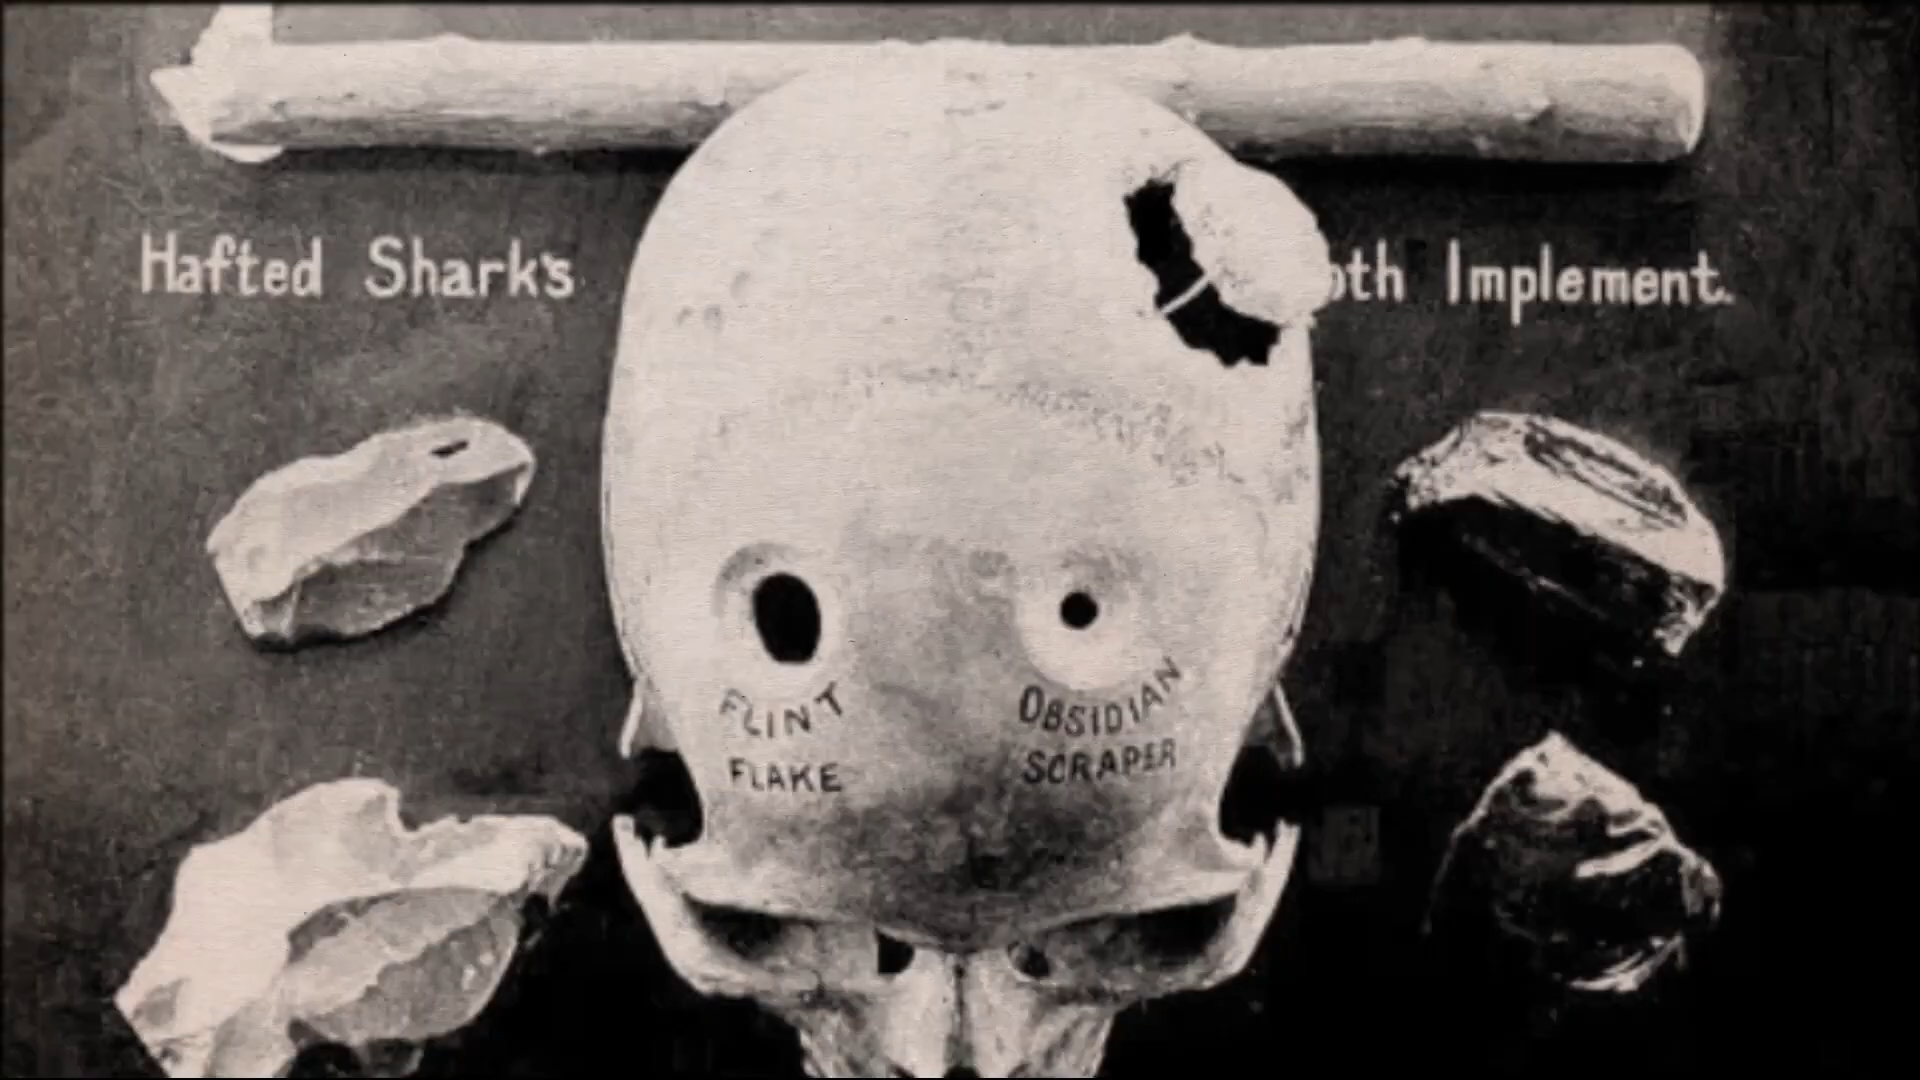 Hafted Shark's oth Implement.
FLINT
FLAKE
OBSIDIAN
SCRAPER